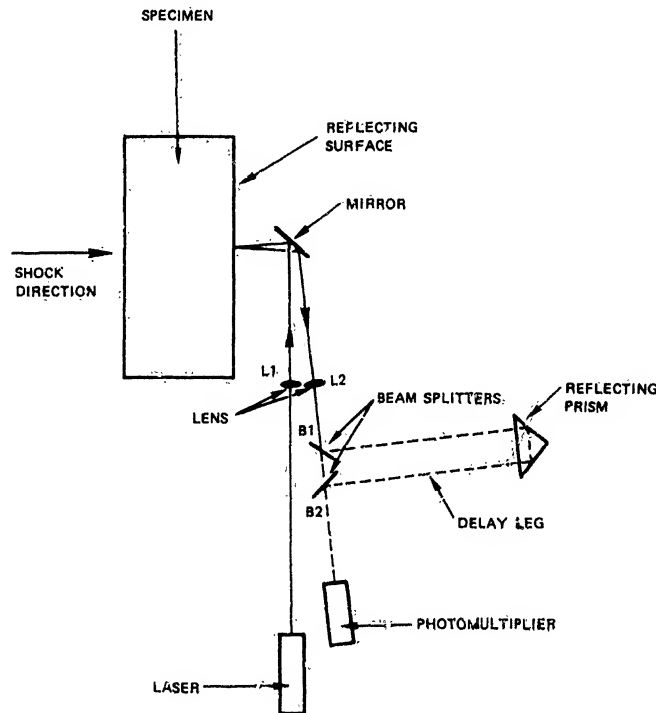 SPECIMEN
REFLECTING
SURFACE
MIRROR
SHOCK
DIRECTION
L1
L2
LENS
BEAM SPLITTERS
REFLECTING
PRISM
B1
B2
DELAY LEG
PHOTOMULTIPLIER
LASER